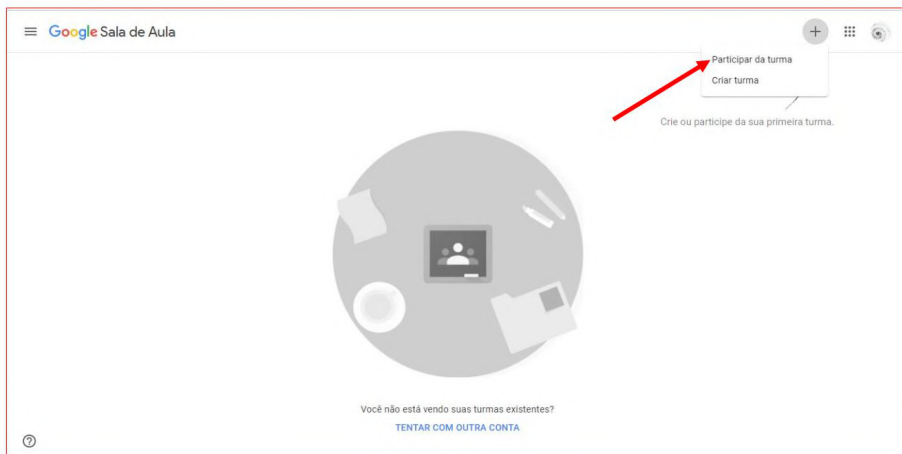 Google Sala de Aula
Participar da turma
Criar turma
Crie ou participe da sua primeira turma.
Você não está vendo suas turmas existentes?
TENTAR COM OUTRA CONTA